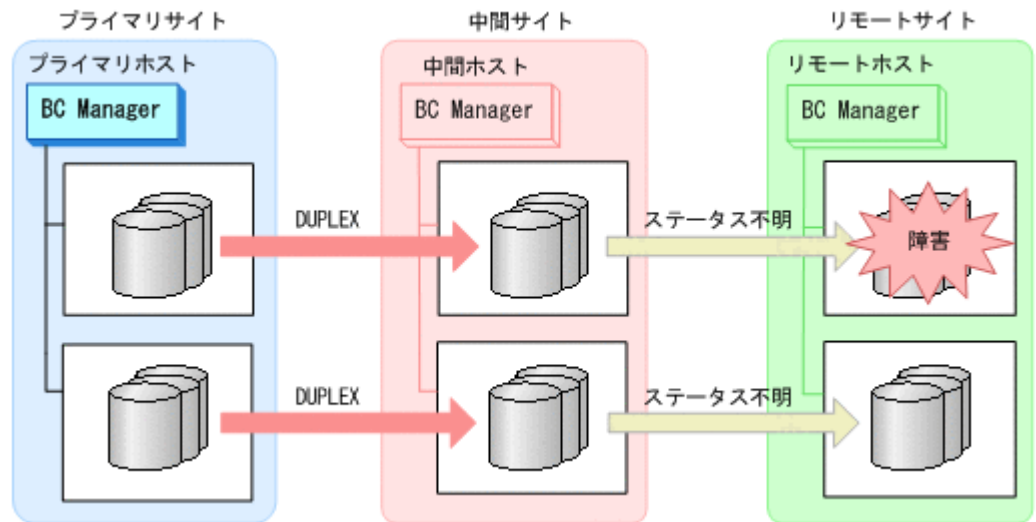 プライマリサイト
中間サイト
リモートサイト
プライマリホスト
中間ホスト
リモートホスト
BC Manager
BC Manager
BC Manager
DUPLEX
ステータス不明
障害
DUPLEX
ステータス不明